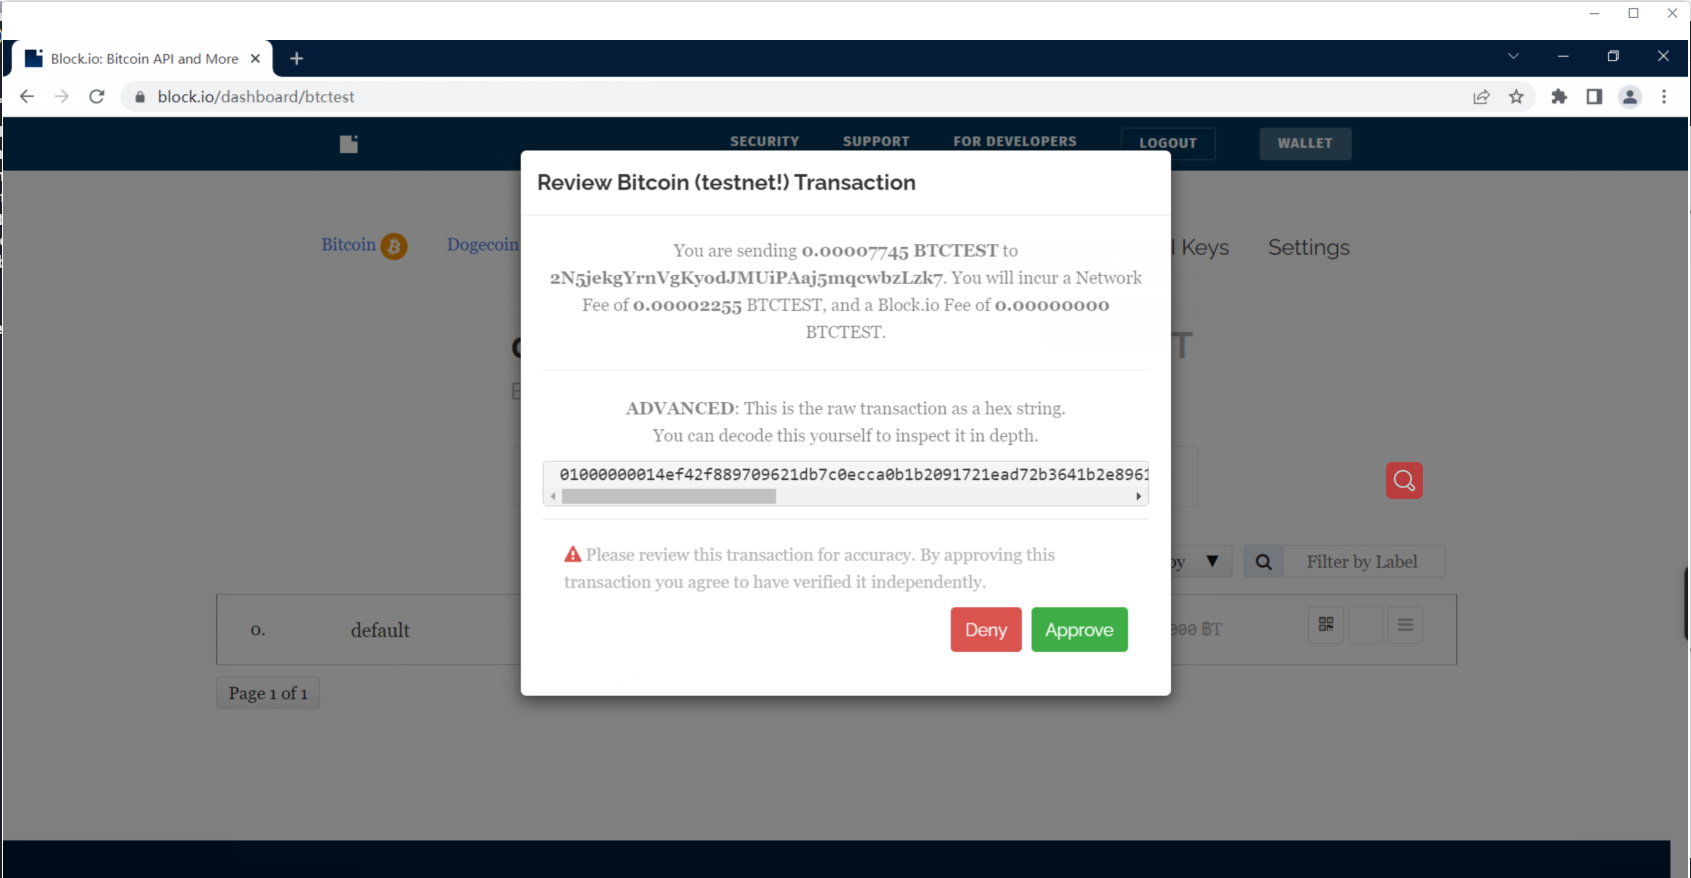 Block.io: Bitcoin API and More
block.io/dashboard/btctest
SECURITY SUPPORT FOR DEVELOPERS LOGOUT WALLET
Review Bitcoin (testnet!) Transaction
Bitcoin Dogecoin Keys Settings
You are sending 0.00007745 BTCTEST to
2N5jekgYrnVgKyodJMUiPAaj5mqcwbzLzk7. You will incur a Network
Fee of 0.00002255 BTCTEST, and a Block.io Fee of 0.00000000
BTCTEST.
T
ADVANCED: This is the raw transaction as a hex string.
You can decode this yourself to inspect it in depth.
01000000014ef42f889709621db7c0ecca0b1b2091721ead72b3641b2e8961
Please review this transaction for accuracy. By approving this
transaction you agree to have verified it independently.
by Filter by Label
Deny Approve
0. default 000 ฿T
Page 1 of 1